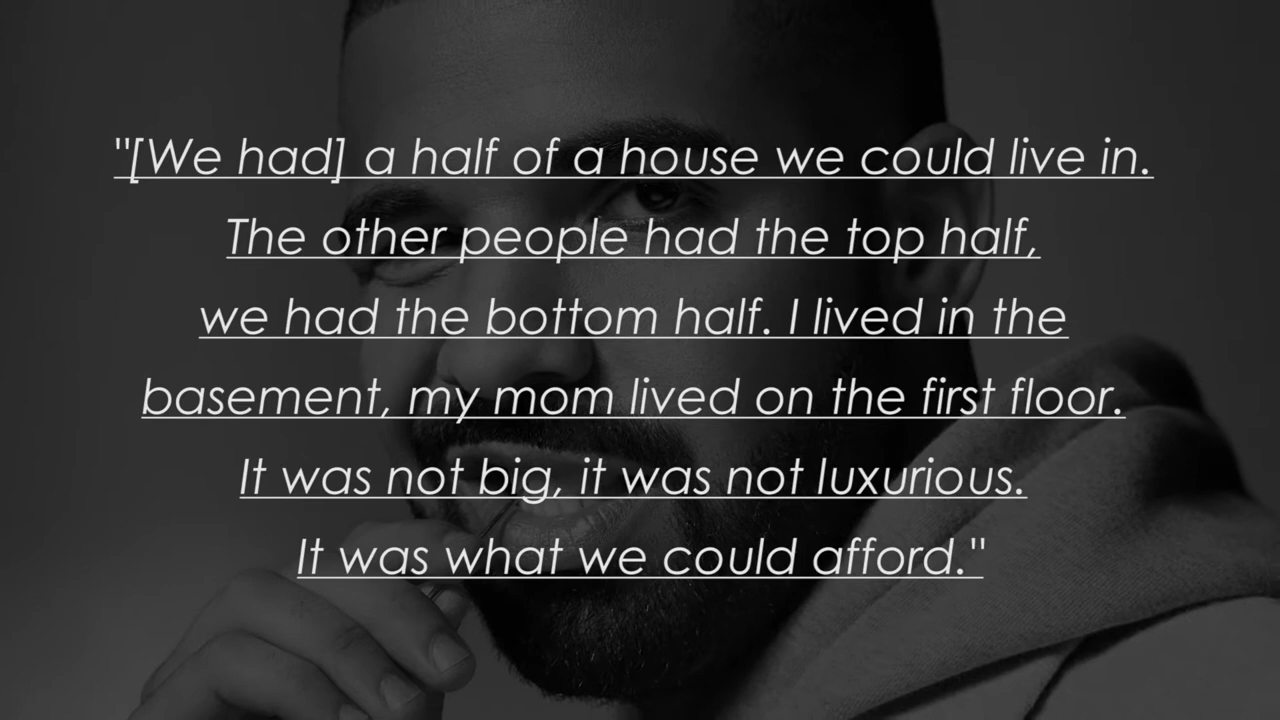 "[We had] a half of a house we could live in.
The other people had the top half,
we had the bottom half. I lived in the
basement, my mom lived on the first floor.
It was not big, it was not luxurious.
It was what we could afford."